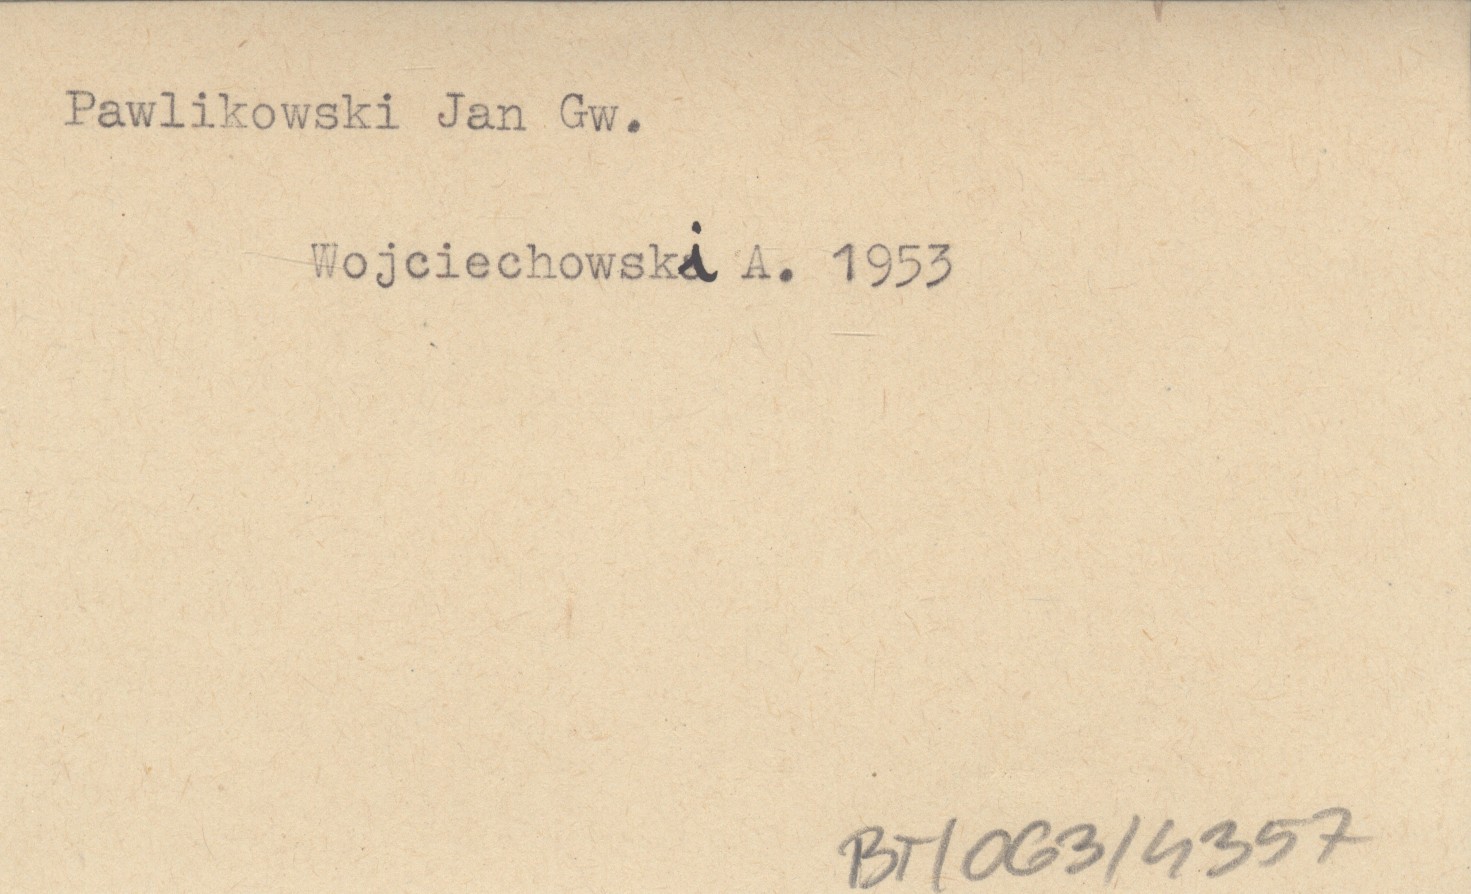 Pawlikowski Jan Gw.
Wojciechowski A. 1953
BT/063/4357